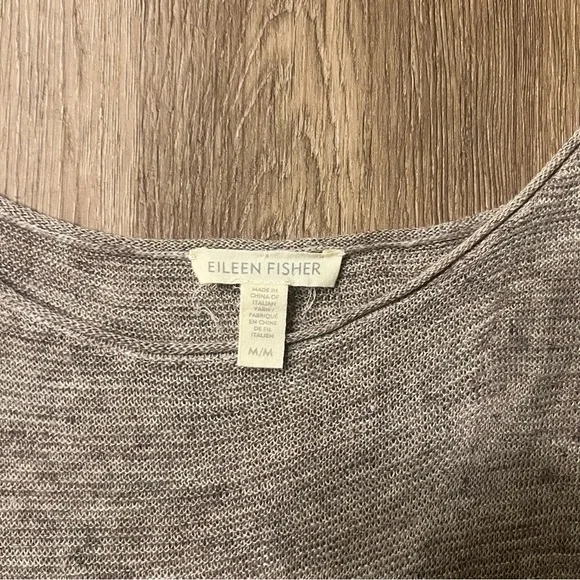 EILEEN FISHER
MADE IN
CHINA OF
ITALIAN
YARN /
FABRIQUÉ
EN CHINE
DE FIL
ITALIEN
M/M